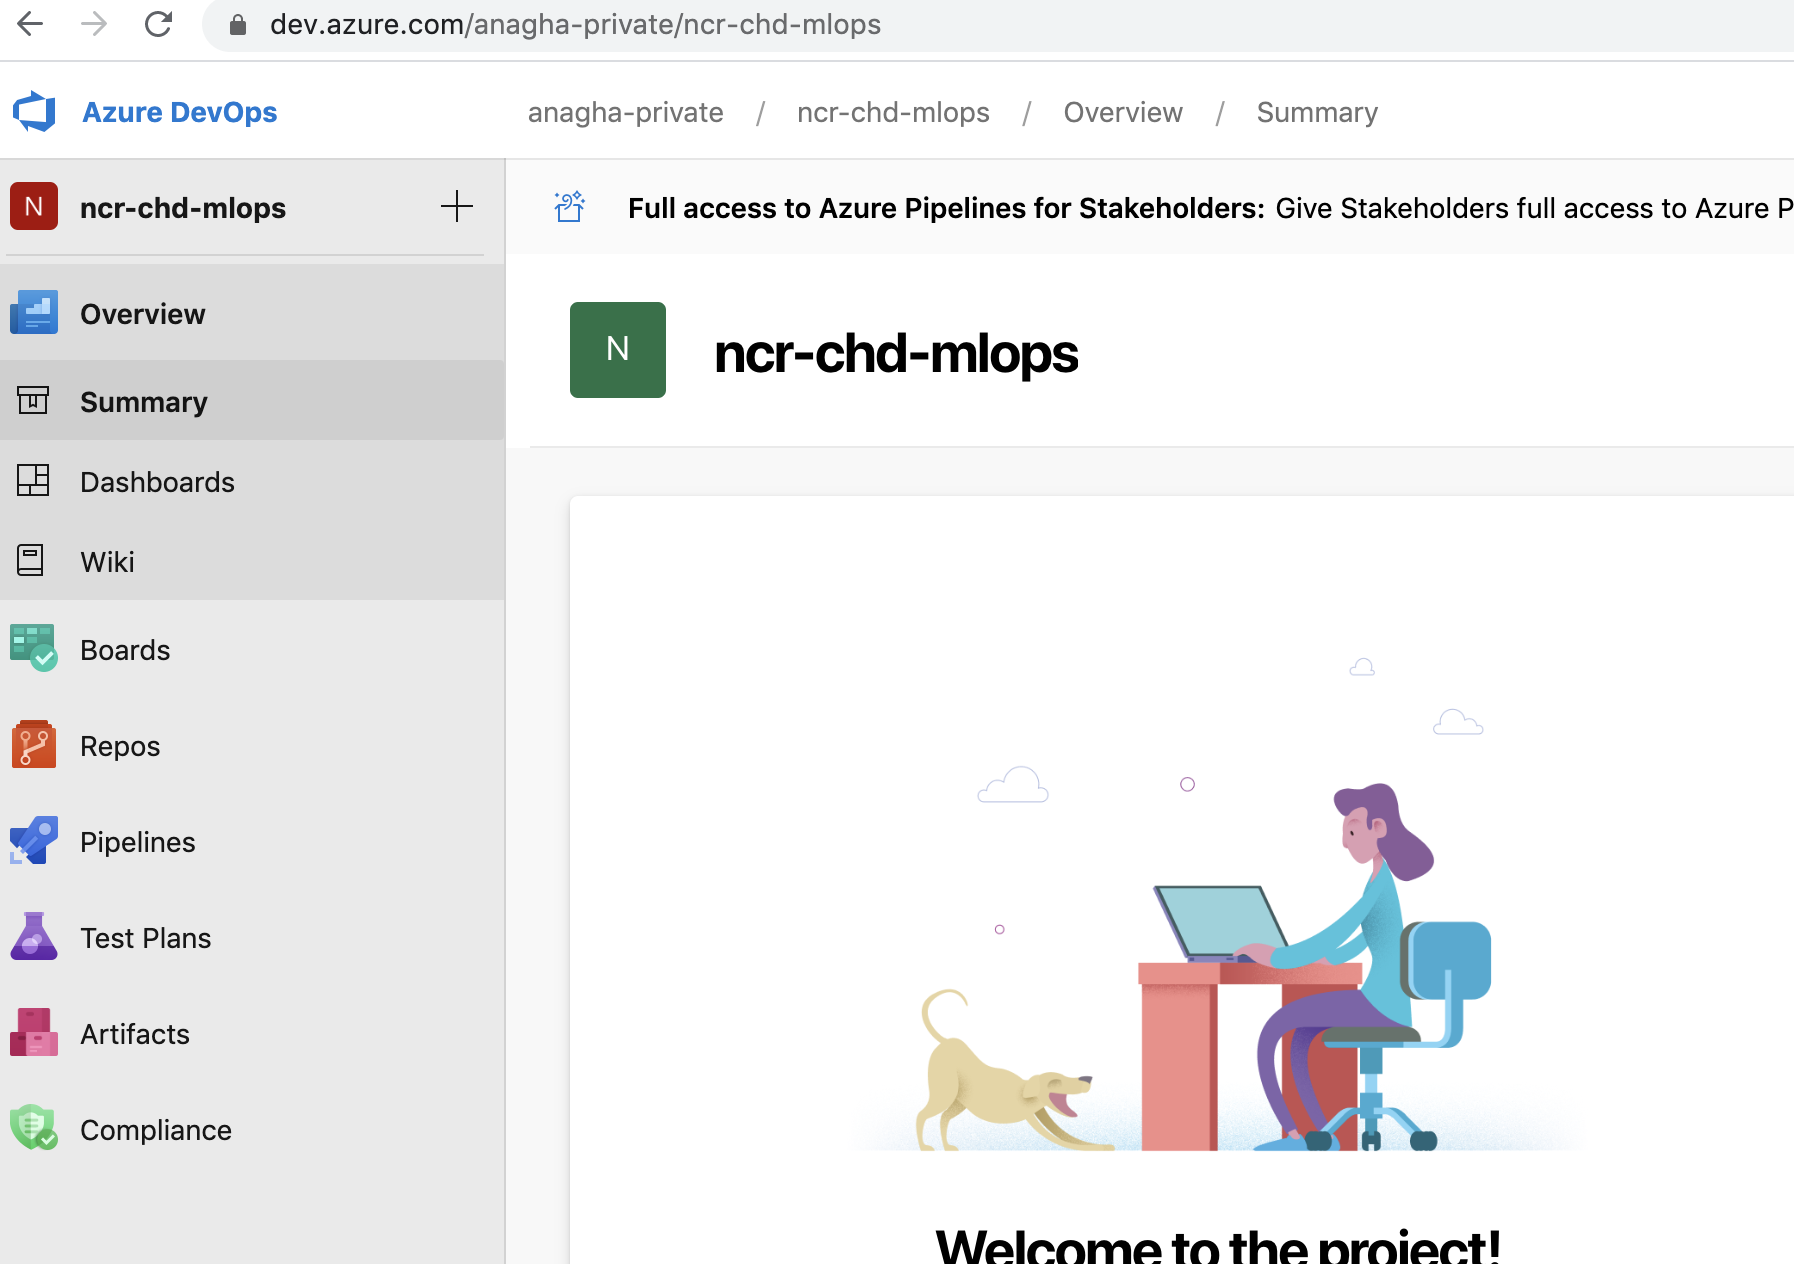 dev.azure.com/anagha-private/ncr-chd-mlops
Azure DevOps
anagha-private / ncr-chd-mlops / Overview / Summary
N ncr-chd-mlops
Full access to Azure Pipelines for Stakeholders: Give Stakeholders full access to Azure P
Overview
N ncr-chd-mlops
Summary
Dashboards
Wiki
Boards
Repos
Pipelines
Test Plans
Artifacts
Compliance
Welcome to the project!